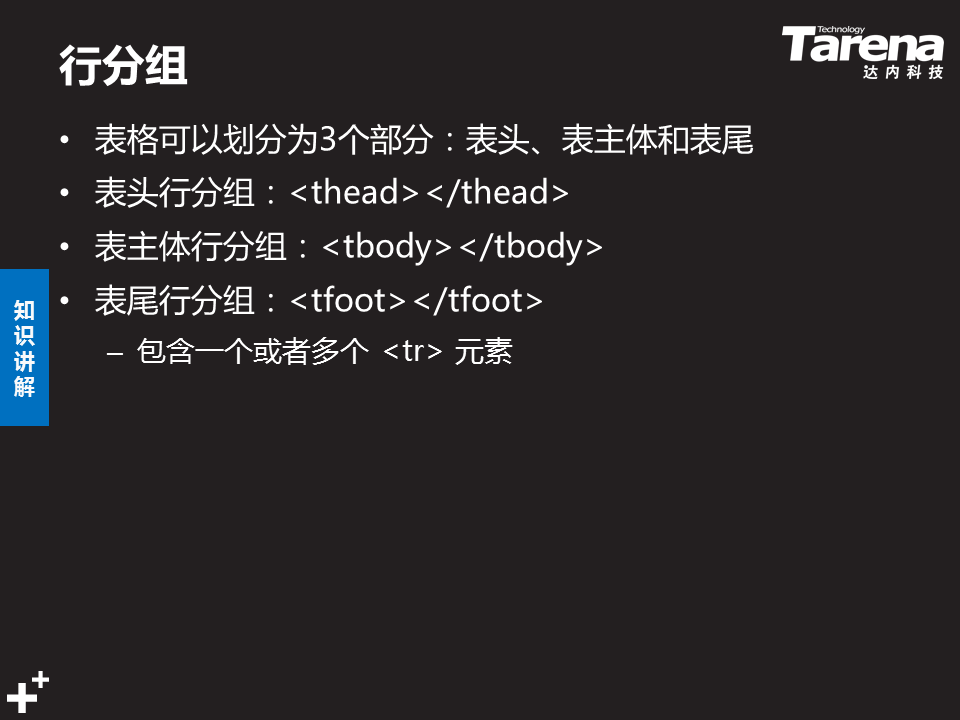 行分组
Technology
Tarena
达内科技
• 表格可以划分为3个部分：表头、表主体和表尾
• 表头行分组：<thead></thead>
• 表主体行分组：<tbody></tbody>
• 表尾行分组：<tfoot></tfoot>
– 包含一个或者多个 <tr> 元素
知
识
讲
解